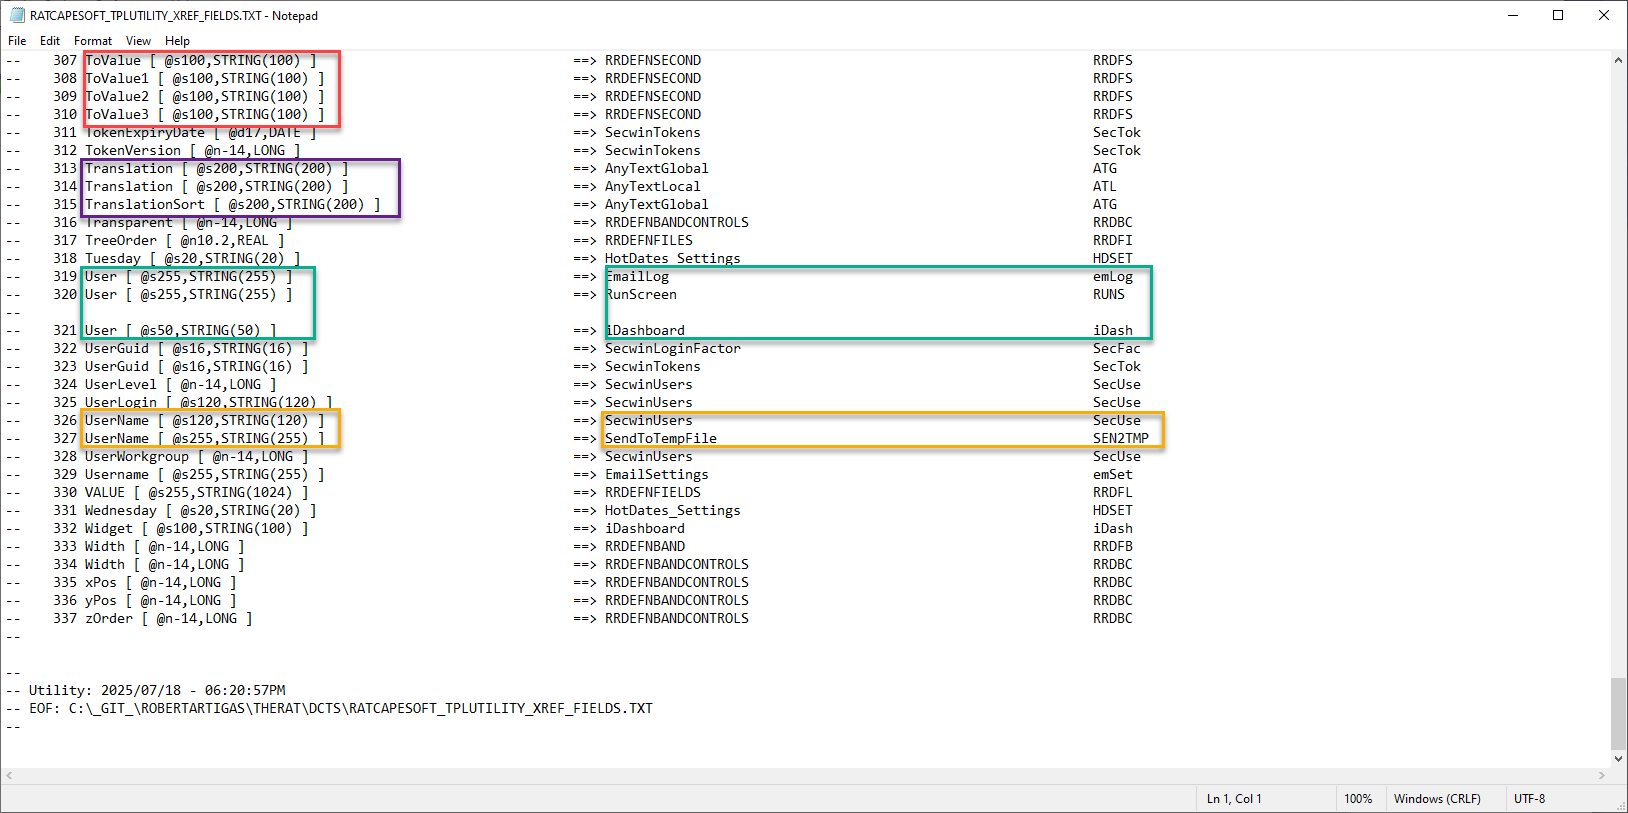 RATCAPESOFT_TPLUTILITY_XREF_FIELDS.TXT - Notepad
File Edit Format View Help
-- 307 ToValue [ @s100,STRING(100) ] ==> RRDEFNSECOND RRDFS
-- 308 ToValue1 [ @s100,STRING(100) ] ==> RRDEFNSECOND RRDFS
-- 309 ToValue2 [ @s100,STRING(100) ] ==> RRDEFNSECOND RRDFS
-- 310 ToValue3 [ @s100,STRING(100) ] ==> RRDEFNSECOND RRDFS
-- 311 TokenExpiryDate [ @d17,DATE ] ==> SecwinTokens SecTok
-- 312 TokenVersion [ @n-14,LONG ] ==> SecwinTokens SecTok
-- 313 Translation [ @s200,STRING(200) ] ==> AnyTextGlobal ATG
-- 314 Translation [ @s200,STRING(200) ] ==> AnyTextLocal ATL
-- 315 TranslationSort [ @s200,STRING(200) ] ==> AnyTextGlobal ATG
-- 316 Transparent [ @n-14,LONG ] ==> RRDEFNBANDCONTROLS RRDBC
-- 317 TreeOrder [ @n10.2,REAL ] ==> RRDEFNFILES RRDFI
-- 318 Tuesday [ @s20,STRING(20) ] ==> HotDates_Settings HDSET
-- 319 User [ @s255,STRING(255) ] ==> EmailLog emLog
-- 320 User [ @s255,STRING(255) ] ==> RunScreen RUNS
--
-- 321 User [ @s50,STRING(50) ] ==> iDashboard iDash
-- 322 UserGuid [ @s16,STRING(16) ] ==> SecwinLoginFactor SecFac
-- 323 UserGuid [ @s16,STRING(16) ] ==> SecwinTokens SecTok
-- 324 UserLevel [ @n-14,LONG ] ==> SecwinUsers SecUse
-- 325 UserLogin [ @s120,STRING(120) ] ==> SecwinUsers SecUse
-- 326 UserName [ @s120,STRING(120) ] ==> SecwinUsers SecUse
-- 327 UserName [ @s255,STRING(255) ] ==> SendToTempFile SEN2TMP
-- 328 UserWorkgroup [ @n-14,LONG ] ==> SecwinUsers SecUse
-- 329 Username [ @s255,STRING(255) ] ==> EmailSettings emSet
-- 330 VALUE [ @s255,STRING(1024) ] ==> RRDEFNFIELDS RRDFL
-- 331 Wednesday [ @s20,STRING(20) ] ==> HotDates_Settings HDSET
-- 332 Widget [ @s100,STRING(100) ] ==> iDashboard iDash
-- 333 Width [ @n-14,LONG ] ==> RRDEFNBAND RRDFB
-- 334 Width [ @n-14,LONG ] ==> RRDEFNBANDCONTROLS RRDBC
-- 335 xPos [ @n-14,LONG ] ==> RRDEFNBANDCONTROLS RRDBC
-- 336 yPos [ @n-14,LONG ] ==> RRDEFNBANDCONTROLS RRDBC
-- 337 zOrder [ @n-14,LONG ] ==> RRDEFNBANDCONTROLS RRDBC
--
--
-- Utility: 2025/07/18 - 06:20:57PM
-- EOF: C:\_GIT_\ROBERTARTIGAS\THERAT\DCTS\RATCAPESOFT_TPLUTILITY_XREF_FIELDS.TXT
--
Ln 1, Col 1 100% Windows (CRLF) UTF-8